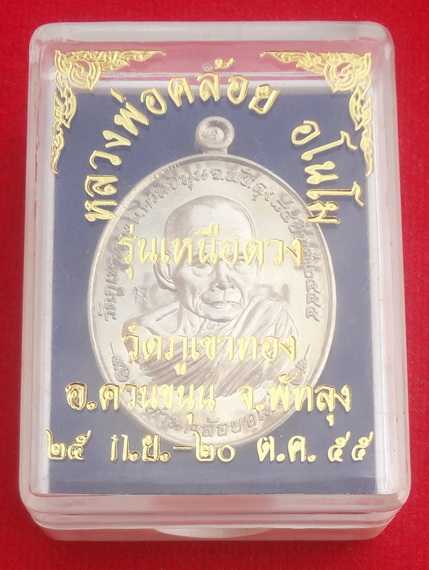 หลวงพ่อคล้อย อโนโม
รุ่นเหนือดวง
วัดภูเขาทอง
อ.ควนขนุน จ.พัทลุง
๒๕ ก.ย.-๒๐ ต.ค. ๕๕